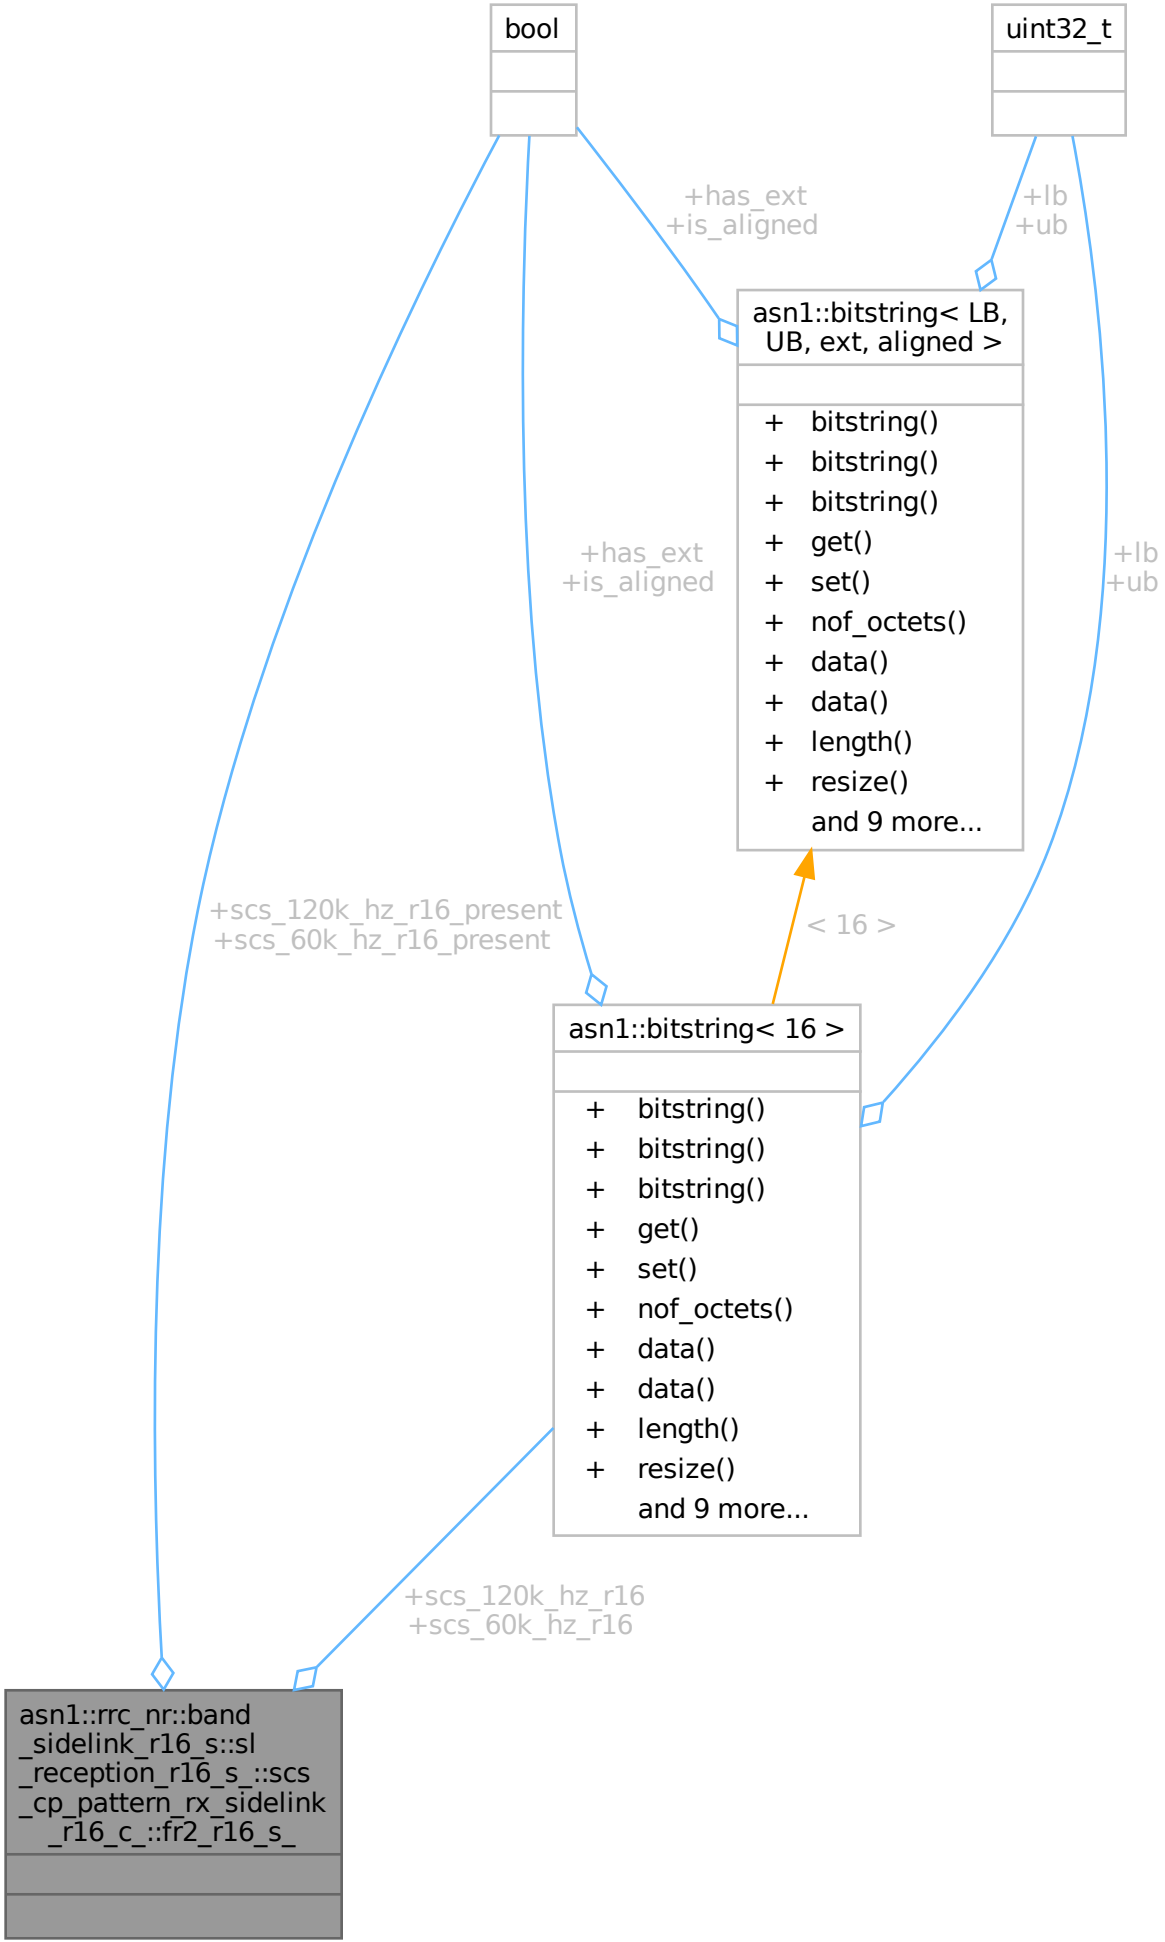 bool
uint32_t
+has_ext
+is_aligned
+lb
+ub
asn1::bitstring< LB,
UB, ext, aligned >
+ bitstring()
+ bitstring()
+ bitstring()
+ get()
+ set()
+ nof_octets()
+ data()
+ data()
+ length()
+ resize()
and 9 more...
+has_ext
+is_aligned
+lb
+ub
+scs_120k_hz_r16_present
+scs_60k_hz_r16_present
< 16 >
asn1::bitstring< 16 >
+ bitstring()
+ bitstring()
+ bitstring()
+ get()
+ set()
+ nof_octets()
+ data()
+ data()
+ length()
+ resize()
and 9 more...
+scs_120k_hz_r16
+scs_60k_hz_r16
asn1::rrc_nr::band
_sidelink_r16_s::sl
_reception_r16_s_::scs
_cp_pattern_rx_sidelink
_r16_c_::fr2_r16_s_